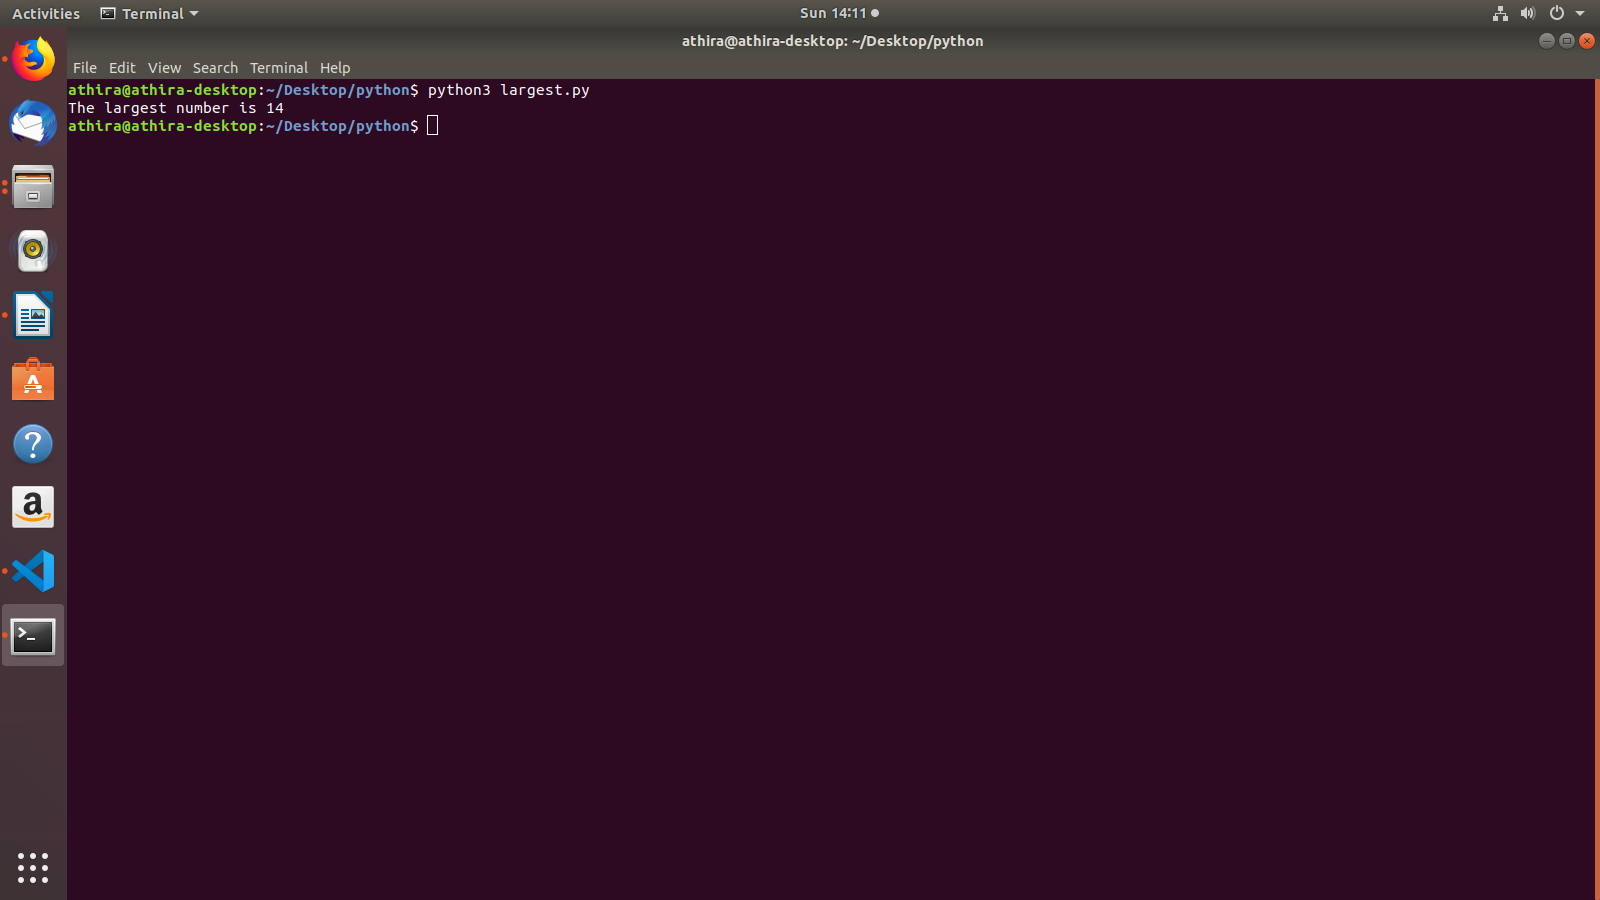 Activities Terminal Sun 14:11
athira@athira-desktop: ~/Desktop/python
File Edit View Search Terminal Help
athira@athira-desktop:~/Desktop/python$ python3 largest.py
The largest number is 14
athira@athira-desktop:~/Desktop/python$